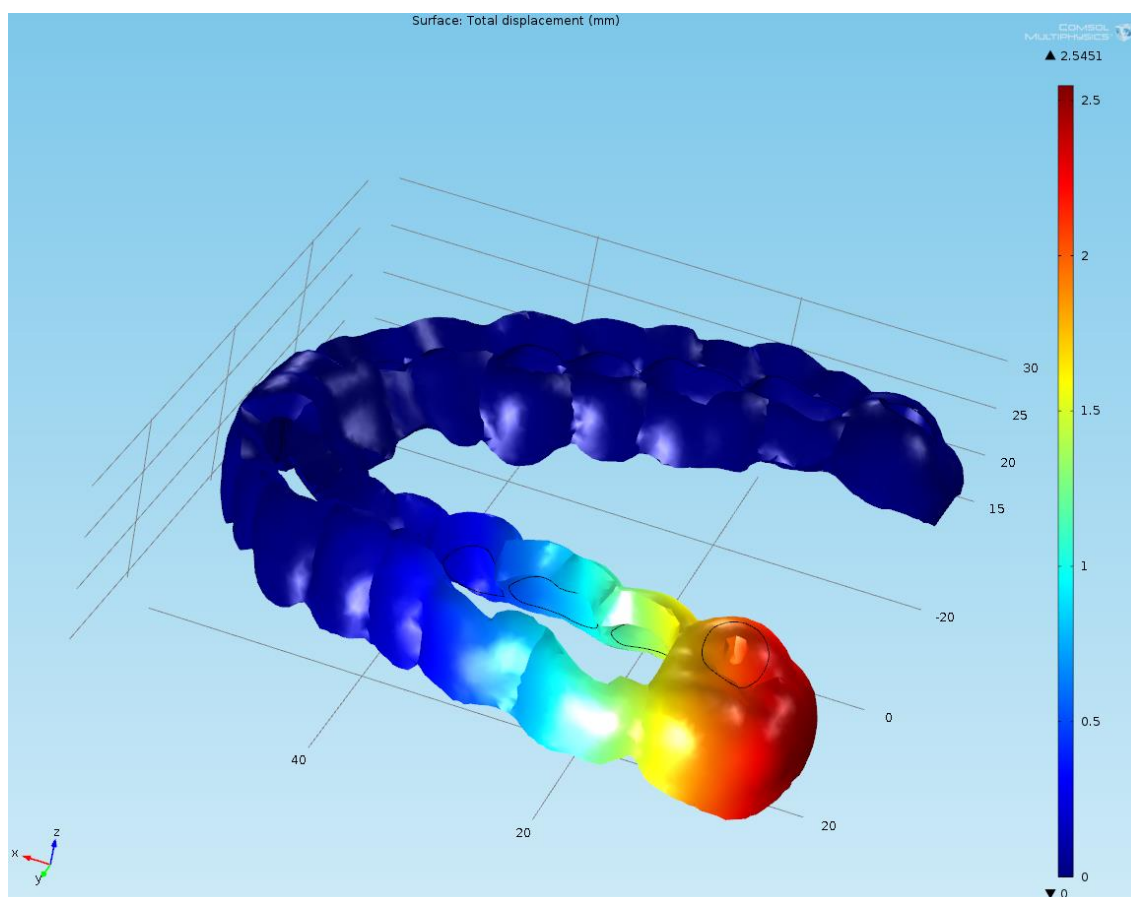 Surface: Total displacement (mm)
COMSOL
MULTIPHYSICS
▲ 2.5451
2.5
2
1.5
1
0.5
0
▼ 0
30
25
20
15
-20
0
20
40
20
z
x
y